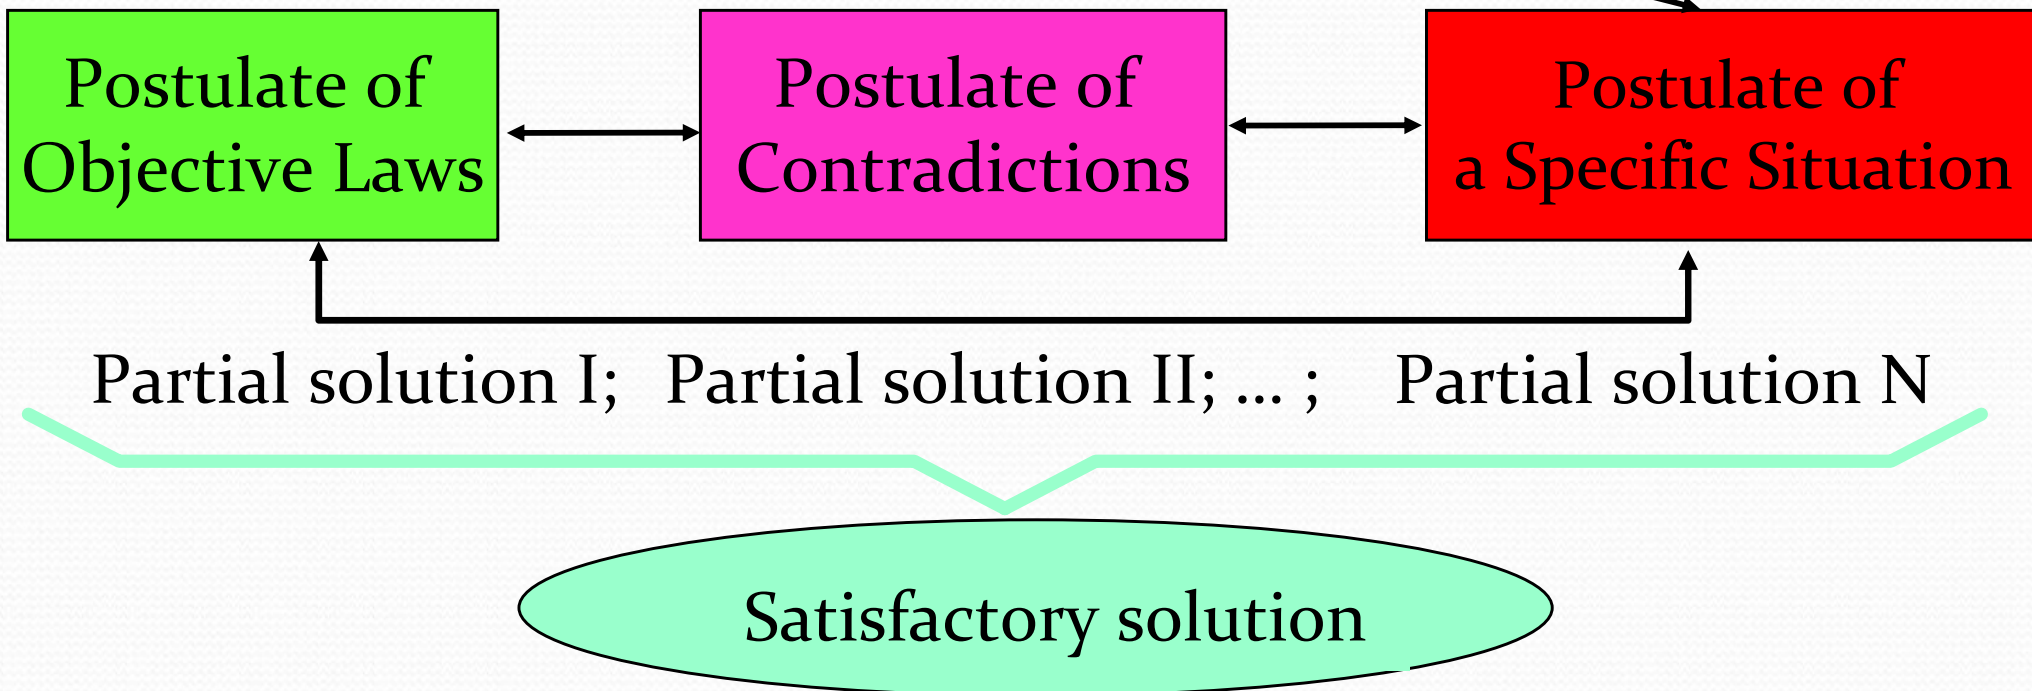 Postulate of
Objective Laws
Postulate of
Contradictions
Postulate of
a Specific Situation
Partial solution I; Partial solution II; ... ; Partial solution N
Satisfactory solution